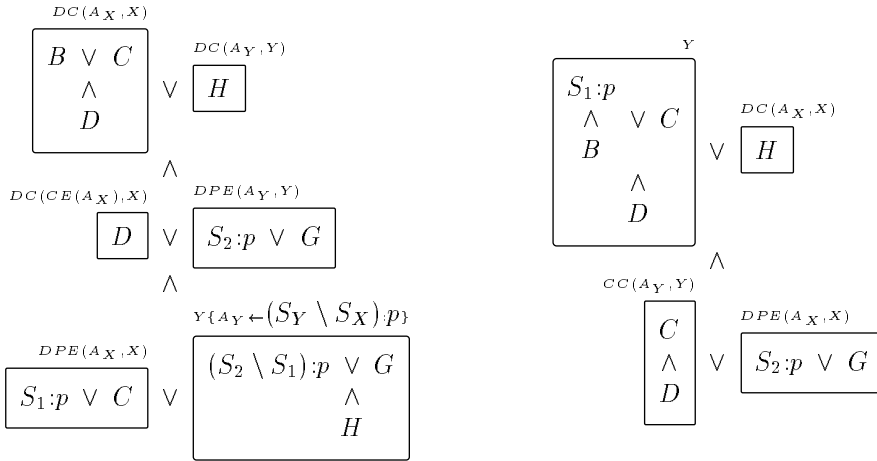 DC(A_X,X)
B ∨ C
∧
D
∨
DC(A_Y,Y)
H
∧
DC(CE(A_X),X)
D
∨
DPE(A_Y,Y)
S_2:p ∨ G
∧
DPE(A_X,X)
S_1:p ∨ C
∨
Y{A_Y←(S_Y \ S_X):p}
(S_2 \ S_1):p ∨ G
∧
H
Y
S_1:p
∧ ∨ C
B
∧
D
∨
DC(A_X,X)
H
∧
CC(A_Y,Y)
C
∧
D
∨
DPE(A_X,X)
S_2:p ∨ G